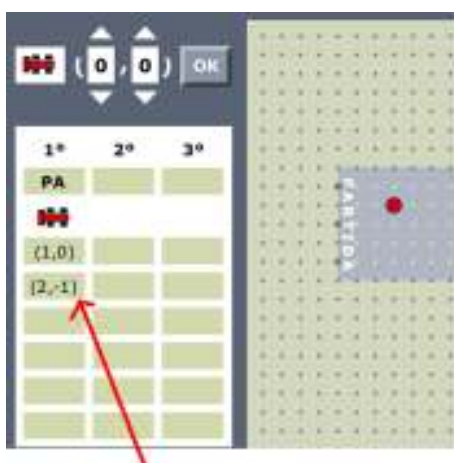 ( 0 , 0 ) OK
1º 2º 3º
PA
(1,0)
(2,-1)
PARTIDA